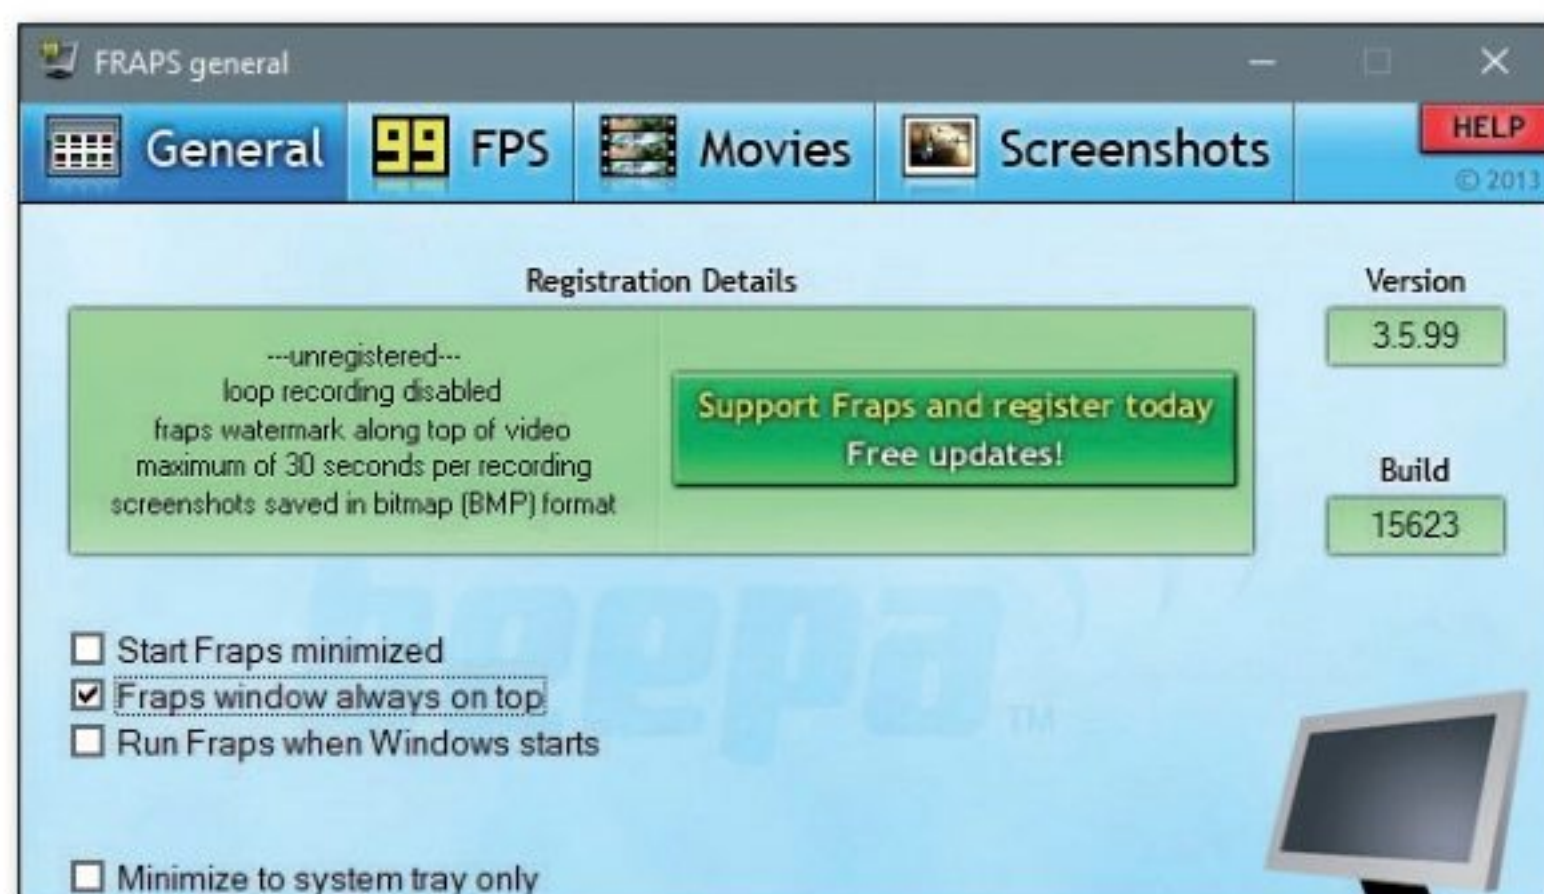 FRAPS general
General
99 FPS
Movies
Screenshots
HELP
© 2013
Registration Details
Version
---unregistered---
loop recording disabled
fraps watermark along top of video
maximum of 30 seconds per recording
screenshots saved in bitmap (BMP) format
Support Fraps and register today
Free updates!
3.5.99
Build
15623
beepa
TM
Start Fraps minimized
Fraps window always on top
Run Fraps when Windows starts
Minimize to system tray only